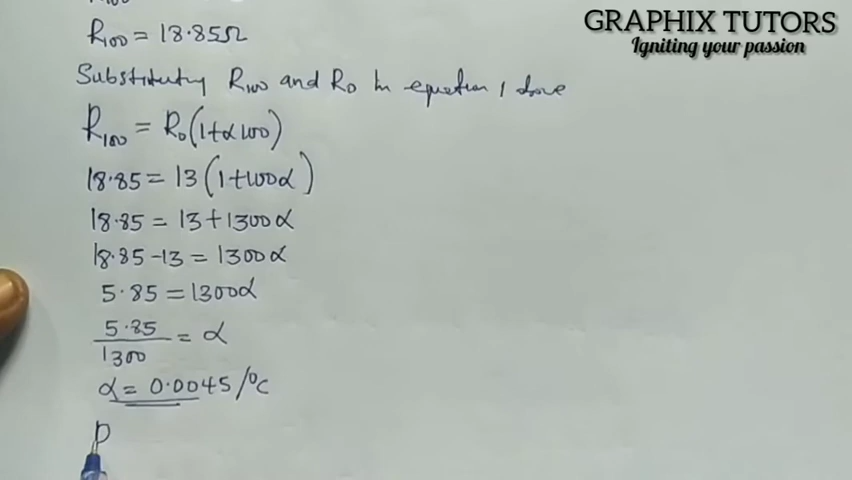 GRAPHIX TUTORS
Igniting your passion
R₁₀₀ = 18.85Ω
Substituting R₁₀₀ and R₀ in equation 1 above
R₁₀₀ = R₀(1+α100)
18.85 = 13(1+100α)
18.85 = 13+1300α
18.85-13 = 1300α
5.85 = 1300α
5.85/1300 = α
α = 0.0045/°C